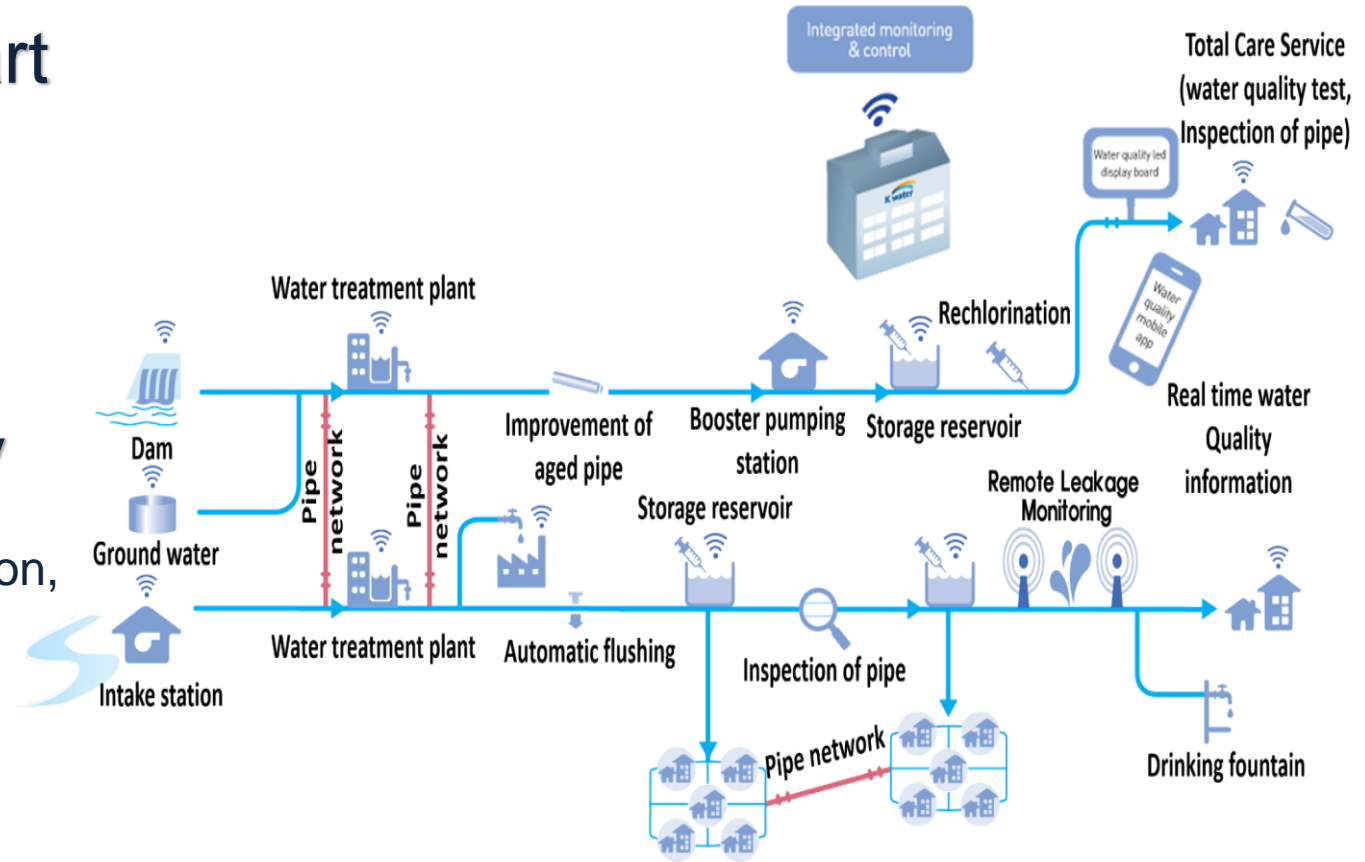 art
y
on,
Integrated monitoring
& control
K water
Total Care Service
(water quality test,
Inspection of pipe)
Water quality led
display board
Water
quality
mobile
app
Real time water
Quality
information
Water treatment plant
Dam
Ground water
Intake station
Pipe
network
Pipe
network
Water treatment plant
Improvement of
aged pipe
Booster pumping
station
Storage reservoir
Rechlorination
Storage reservoir
Automatic flushing
Inspection of pipe
Remote Leakage
Monitoring
Pipe network
Drinking fountain